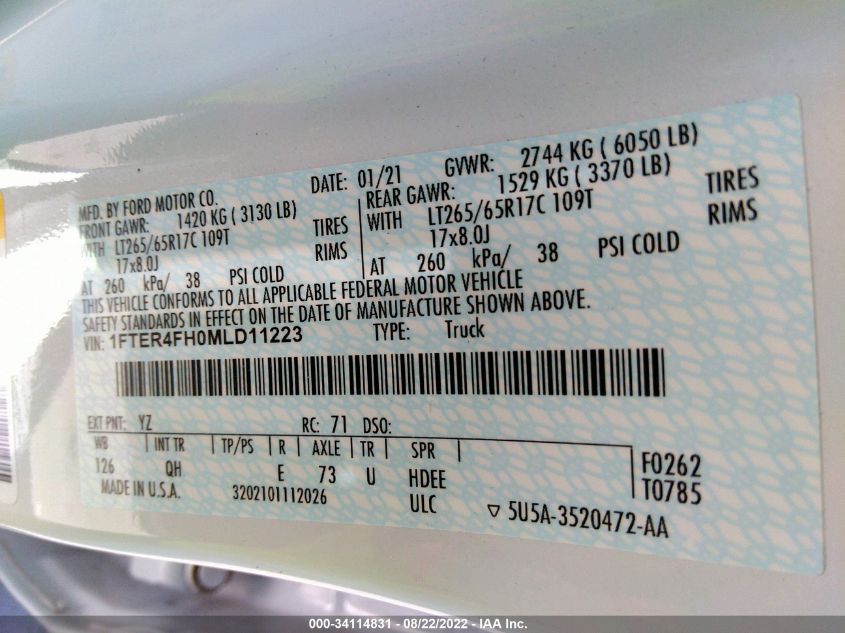 MFD. BY FORD MOTOR CO.
DATE: 01/21 GVWR: 2744 KG ( 6050 LB)
FRONT GAWR: 1420 KG ( 3130 LB)
WITH LT265/65R17C 109T TIRES
17x8.0J RIMS
AT 260 kPa/ 38 PSI COLD
REAR GAWR: 1529 KG ( 3370 LB)
WITH LT265/65R17C 109T TIRES
17x8.0J RIMS
AT 260 kPa/ 38 PSI COLD
THIS VEHICLE CONFORMS TO ALL APPLICABLE FEDERAL MOTOR VEHICLE
SAFETY STANDARDS IN EFFECT ON THE DATE OF MANUFACTURE SHOWN ABOVE.
VIN: 1FTER4FH0MLD11223 TYPE: Truck
EXT PNT: YZ RC: 71 DSO:
WB INT TR TP/PS R AXLE TR SPR
126 QH E 73 U HDEE
ULC
F0262
T0785
MADE IN U.S.A. 3202101112026
5U5A-3520472-AA
000-34114831 - 08/22/2022 - IAA Inc.